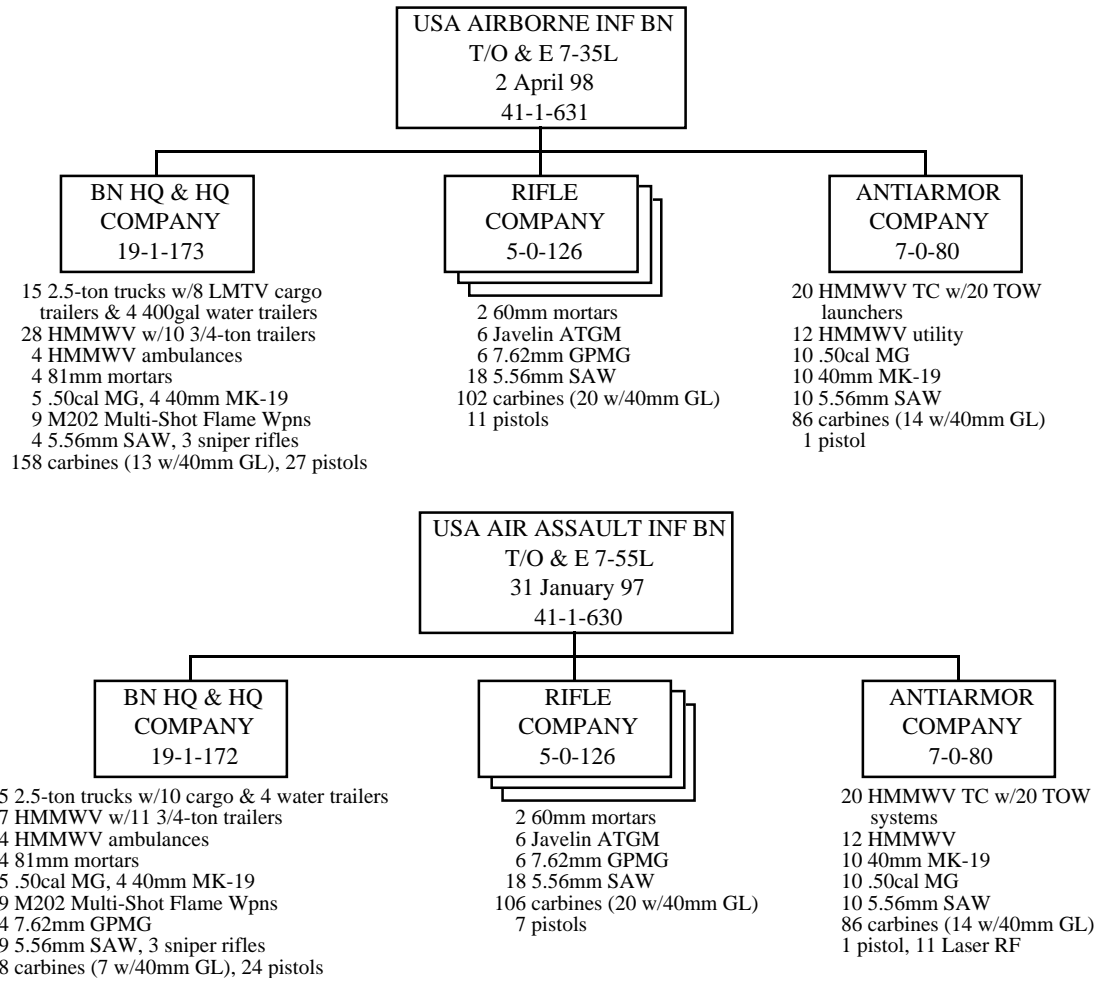 USA AIRBORNE INF BN
T/O & E 7-35L
2 April 98
41-1-631
BN HQ & HQ
COMPANY
19-1-173
15 2.5-ton trucks w/8 LMTV cargo
trailers & 4 400gal water trailers
28 HMMWV w/10 3/4-ton trailers
4 HMMWV ambulances
4 81mm mortars
5 .50cal MG, 4 40mm MK-19
9 M202 Multi-Shot Flame Wpns
4 5.56mm SAW, 3 sniper rifles
158 carbines (13 w/40mm GL), 27 pistols
RIFLE
COMPANY
5-0-126
2 60mm mortars
6 Javelin ATGM
6 7.62mm GPMG
18 5.56mm SAW
102 carbines (20 w/40mm GL)
11 pistols
ANTIARMOR
COMPANY
7-0-80
20 HMMWV TC w/20 TOW
launchers
12 HMMWV utility
10 .50cal MG
10 40mm MK-19
10 5.56mm SAW
86 carbines (14 w/40mm GL)
1 pistol
USA AIR ASSAULT INF BN
T/O & E 7-55L
31 January 97
41-1-630
BN HQ & HQ
COMPANY
19-1-172
5 2.5-ton trucks w/10 cargo & 4 water trailers
7 HMMWV w/11 3/4-ton trailers
4 HMMWV ambulances
4 81mm mortars
5 .50cal MG, 4 40mm MK-19
9 M202 Multi-Shot Flame Wpns
4 7.62mm GPMG
9 5.56mm SAW, 3 sniper rifles
8 carbines (7 w/40mm GL), 24 pistols
RIFLE
COMPANY
5-0-126
2 60mm mortars
6 Javelin ATGM
6 7.62mm GPMG
18 5.56mm SAW
106 carbines (20 w/40mm GL)
7 pistols
ANTIARMOR
COMPANY
7-0-80
20 HMMWV TC w/20 TOW
systems
12 HMMWV
10 40mm MK-19
10 .50cal MG
10 5.56mm SAW
86 carbines (14 w/40mm GL)
1 pistol, 11 Laser RF